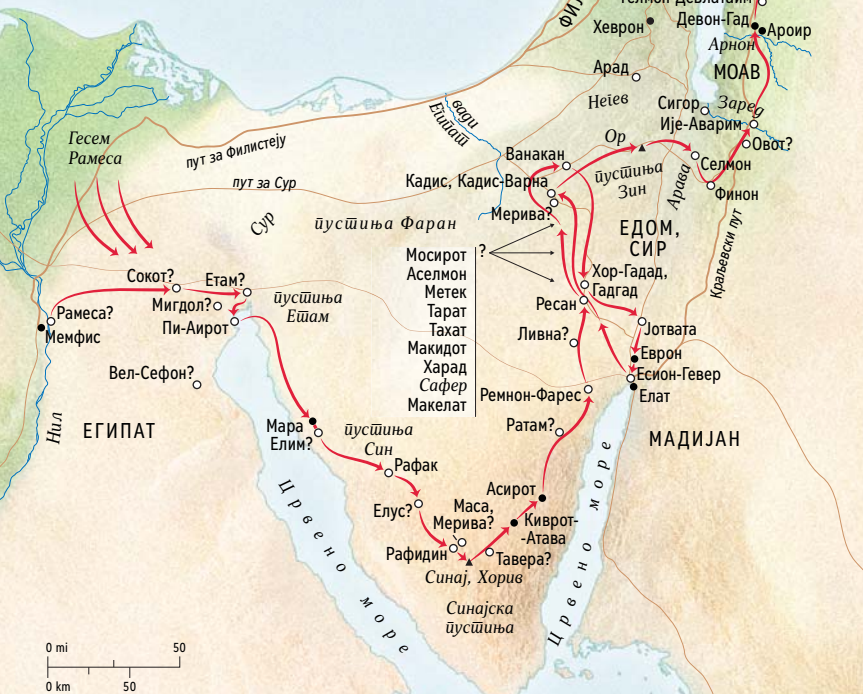 Телмон-Девлатаим
ФИЈ
Хеврон
Девон-Гад
Ароир
Арнон
МОАВ
Арад
Негев
Сигор
Заред
Ије-Аварим
Овот?
вади
Египат
Гесем
Рамеса
пут за Филистеју
пут за Сур
Сур
пустиња Фаран
Ор
Ванакан
Кадис, Кадис-Варна
Мерива?
пустиња
Зин
Арава
Селмон
Финон
ЕДОМ,
СИР
Краљевски пут
Мосирот
Аселмон
Метек
Тарат
Тахат
Макидот
Харад
Сафер
Макелат
?
Хор-Гадад,
Гадгад
Ресан
Јотвата
Ливна?
Еврон
Есион-Гевер
Елат
Сокот?
Етам?
Мигдол?
Пи-Аирот
пустиња
Етам
Рамеса?
Мемфис
Вел-Сефон?
Нил
ЕГИПАТ
Мара
Елим?
пустиња
Син
Рафак
Елус?
Ремнон-Фарес
Ратам?
МАДИЈАН
Асирот
Маса,
Мерива?
Киврот-
-Атава
Рафидин
Тавера?
Синај, Хорив
Синајска
пустиња
Црвено море
Црвено море
0 mi 50
0 km 50